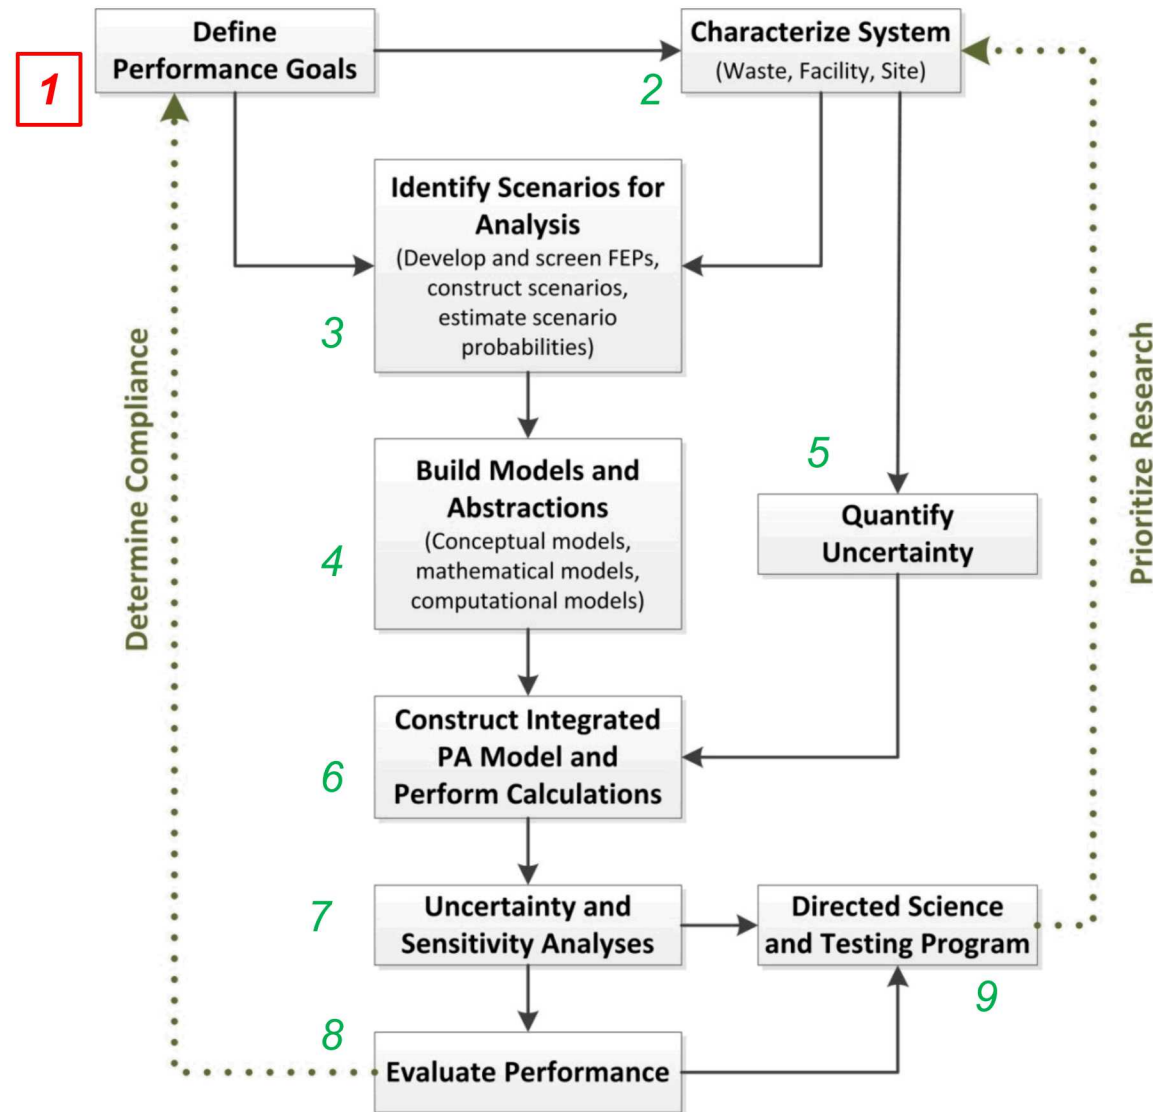 Define
Performance Goals
1
Characterize System
(Waste, Facility, Site)
2
Identify Scenarios for
Analysis
(Develop and screen FEPs,
construct scenarios,
estimate scenario
probabilities)
3
Build Models and
Abstractions
(Conceptual models,
mathematical models,
computational models)
4
5
Quantify
Uncertainty
Construct Integrated
PA Model and
Perform Calculations
6
Uncertainty and
Sensitivity Analyses
7
Directed Science
and Testing Program
9
8
Evaluate Performance
Determine Compliance
Prioritize Research